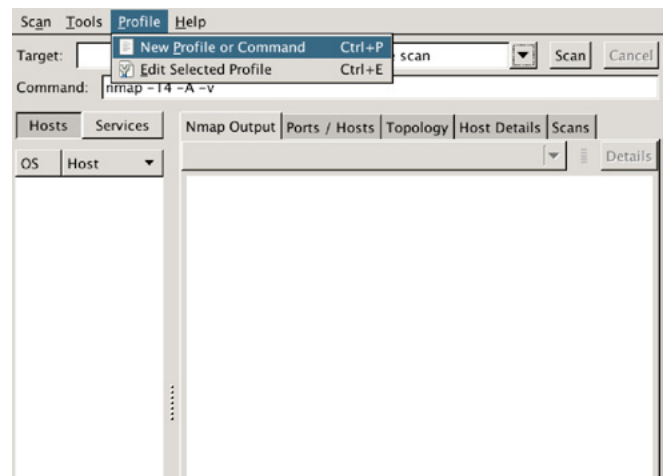 Scan Tools Profile Help
Target: New Profile or Command Ctrl+P scan Scan Cancel
Edit Selected Profile Ctrl+E
Command: nmap -T4 -A -v
Hosts Services Nmap Output Ports / Hosts Topology Host Details Scans
OS Host Details